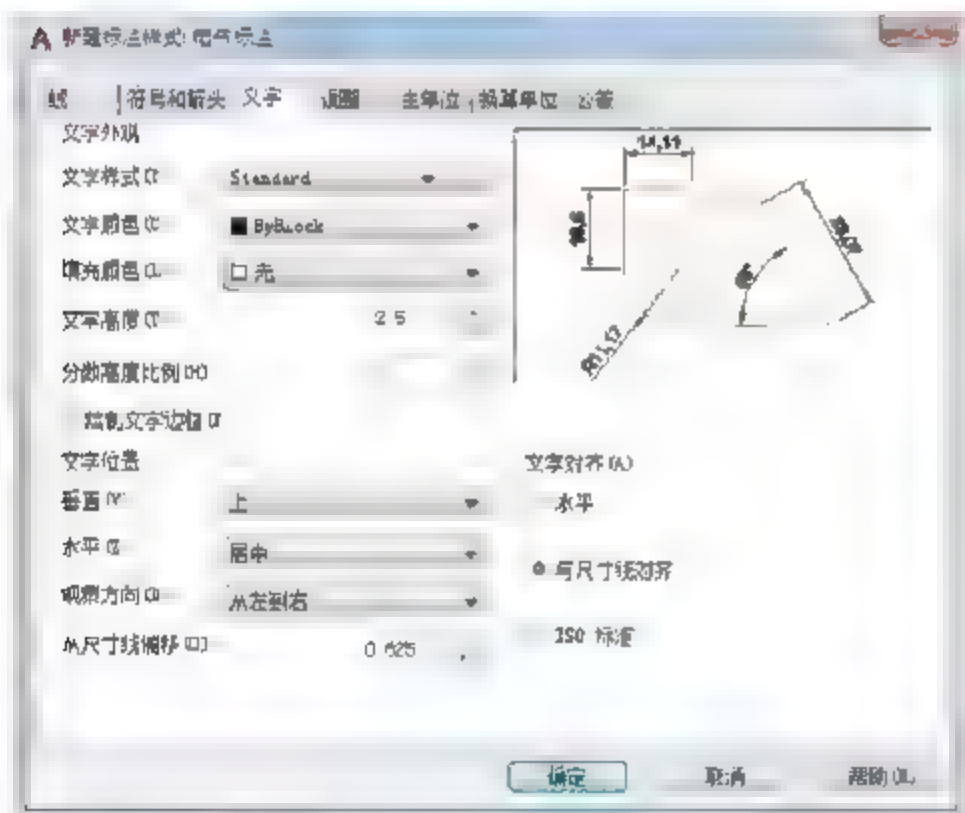 新建标注样式: 电气标注
线 符号和箭头 文字 调整 主单位 换算单位 公差
文字外观
文字样式(Y) Standard
文字颜色(C) ByBlock
填充颜色(L) 无
文字高度(T) 2.5
分数高度比例(H)
绘制文字边框(F)
文字位置
垂直(V) 上
水平(Z) 居中
观察方向(D) 从左到右
从尺寸线偏移(O) 0.625
14,11
16,6
R11,17
文字对齐(A)
水平
与尺寸线对齐
ISO 标准
确定 取消 帮助(H)